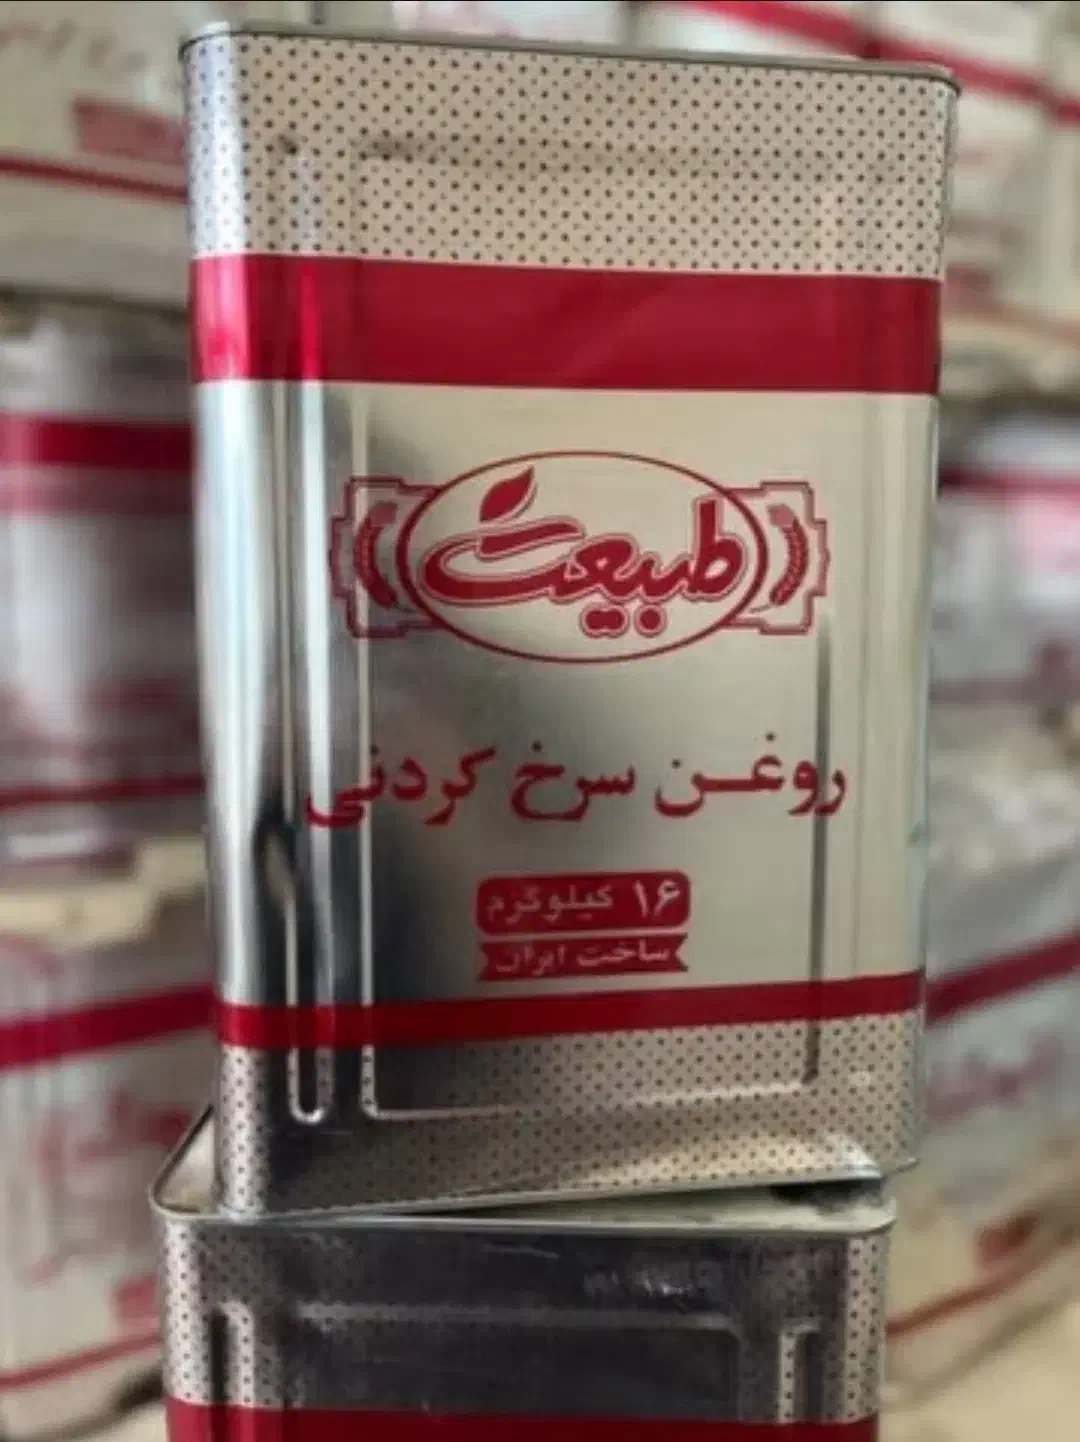 طبیعت
روغن سرخ کردنی
۱۶ کیلوگرم
ساخت ایران